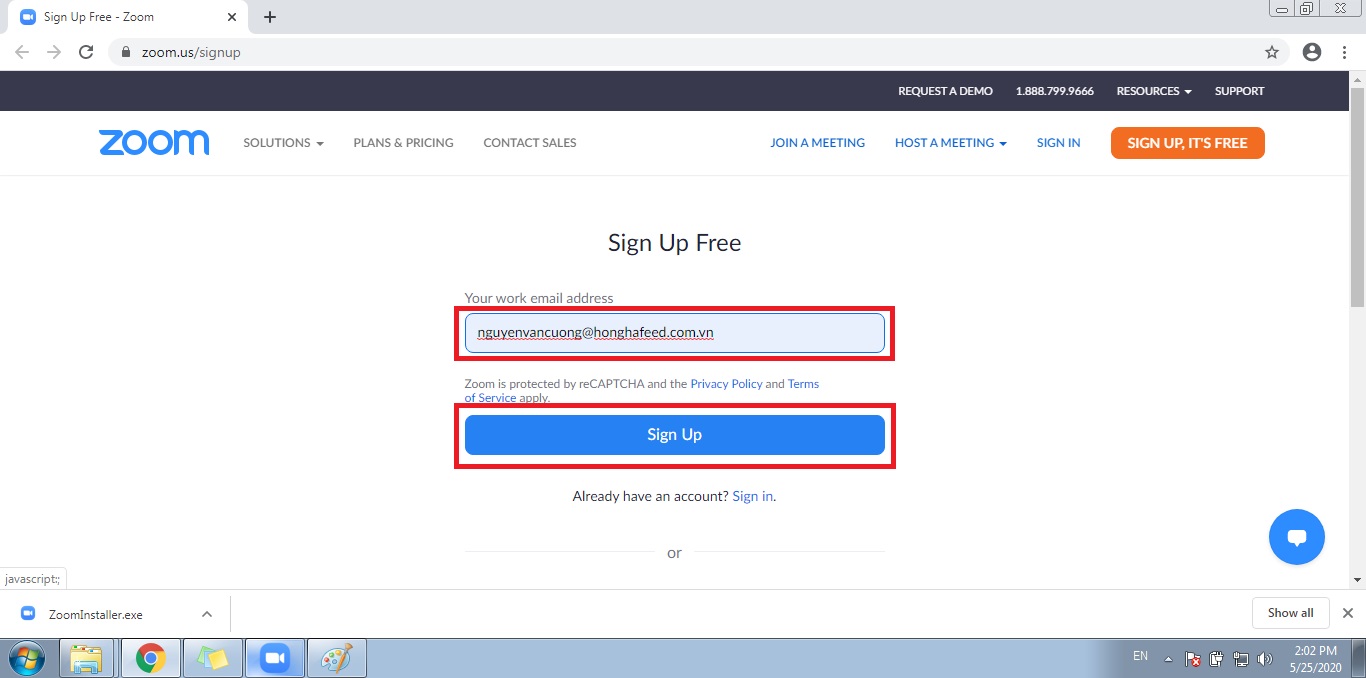 Sign Up Free - Zoom
zoom.us/signup
REQUEST A DEMO 1.888.799.9666 RESOURCES SUPPORT
zoom SOLUTIONS PLANS & PRICING CONTACT SALES JOIN A MEETING HOST A MEETING SIGN IN SIGN UP, IT'S FREE
Sign Up Free
Your work email address
nguyenvancuong@honghafeed.com.vn
Zoom is protected by reCAPTCHA and the Privacy Policy and Terms
of Service apply.
Sign Up
Already have an account? Sign in.
or
javascript:;
ZoomInstaller.exe Show all
EN 2:02 PM
5/25/2020